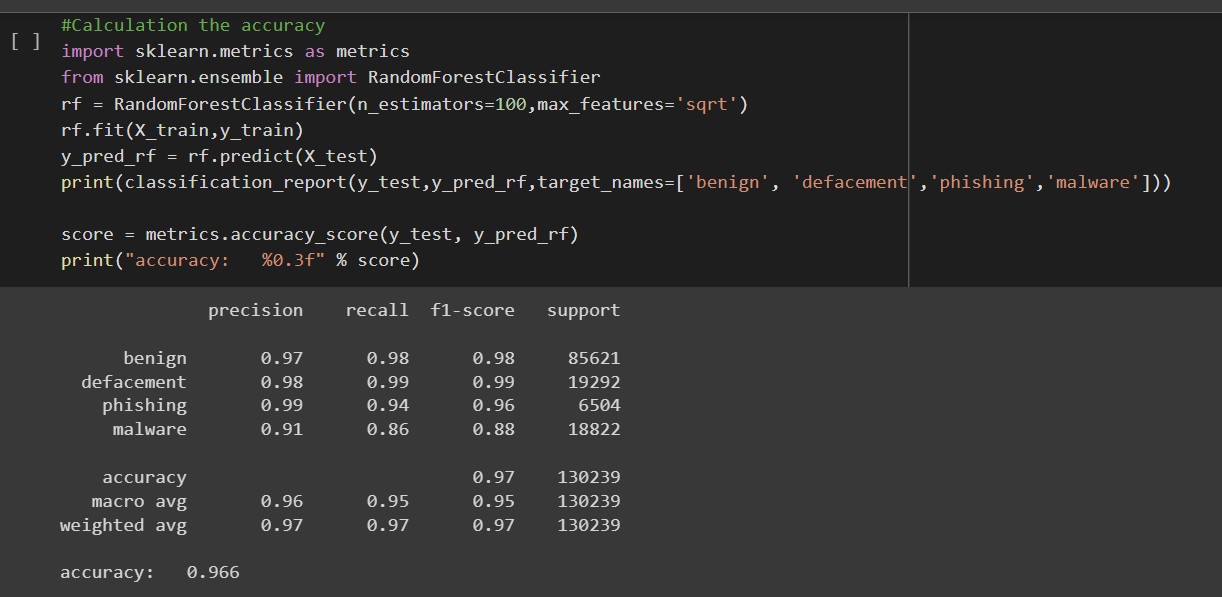 [ ]
#Calculation the accuracy
import sklearn.metrics as metrics
from sklearn.ensemble import RandomForestClassifier
rf = RandomForestClassifier(n_estimators=100,max_features='sqrt')
rf.fit(X_train,y_train)
y_pred_rf = rf.predict(X_test)
print(classification_report(y_test,y_pred_rf,target_names=['benign', 'defacement','phishing','malware']))
score = metrics.accuracy_score(y_test, y_pred_rf)
print("accuracy:   %0.3f" % score)
precision recall f1-score support
benign 0.97 0.98 0.98 85621
defacement 0.98 0.99 0.99 19292
phishing 0.99 0.94 0.96 6504
malware 0.91 0.86 0.88 18822
accuracy 0.97 130239
macro avg 0.96 0.95 0.95 130239
weighted avg 0.97 0.97 0.97 130239
accuracy:   0.966